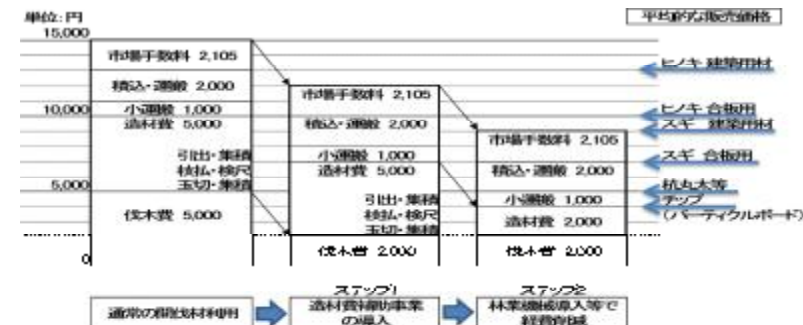 単位：円
平均的な販売価格
15,000
10,000
5,000
0
市場手数料 2,105
積込・運搬 2,000
小運搬 1,000
造材費 5,000
引出・集積
枝払・検尺
玉切・集積
伐木費 5,000
市場手数料 2,105
積込・運搬 2,000
小運搬 1,000
造材費 5,000
引出・集積
枝払・検尺
玉切・集積
伐木費 2,000
市場手数料 2,105
積込・運搬 2,000
小運搬 1,000
造材費 2,000
伐木費 2,000
ヒノキ 建築用材
ヒノキ 合板用
スギ 建築用材
スギ 合板用
杭丸太等
チップ
(パーティクルボード)
通常の間伐材利用
ステップ1
造材費補助事業
の導入
ステップ2
林業機械導入等で
経費削減